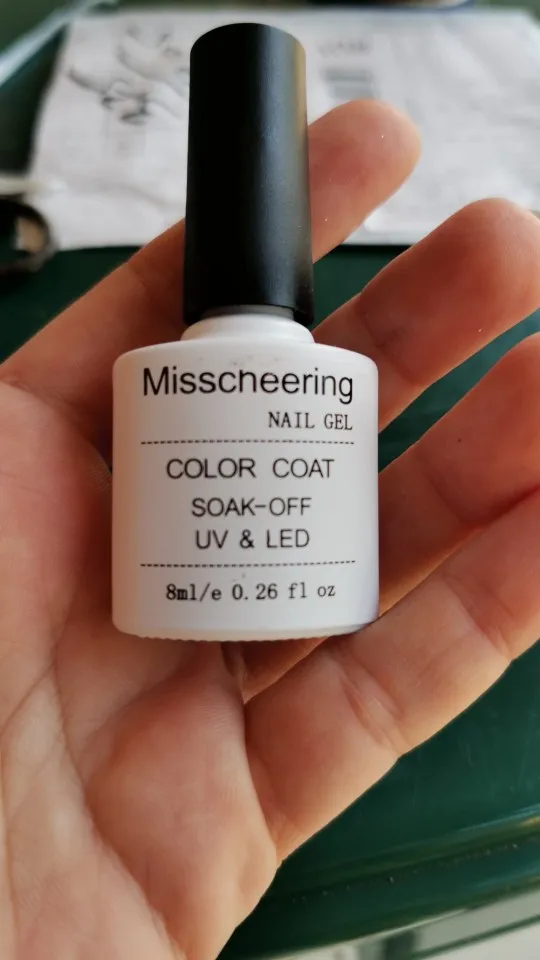 Misscheering
NAIL GEL
COLOR COAT
SOAK-OFF
UV & LED
8ml/e 0.26 fl oz